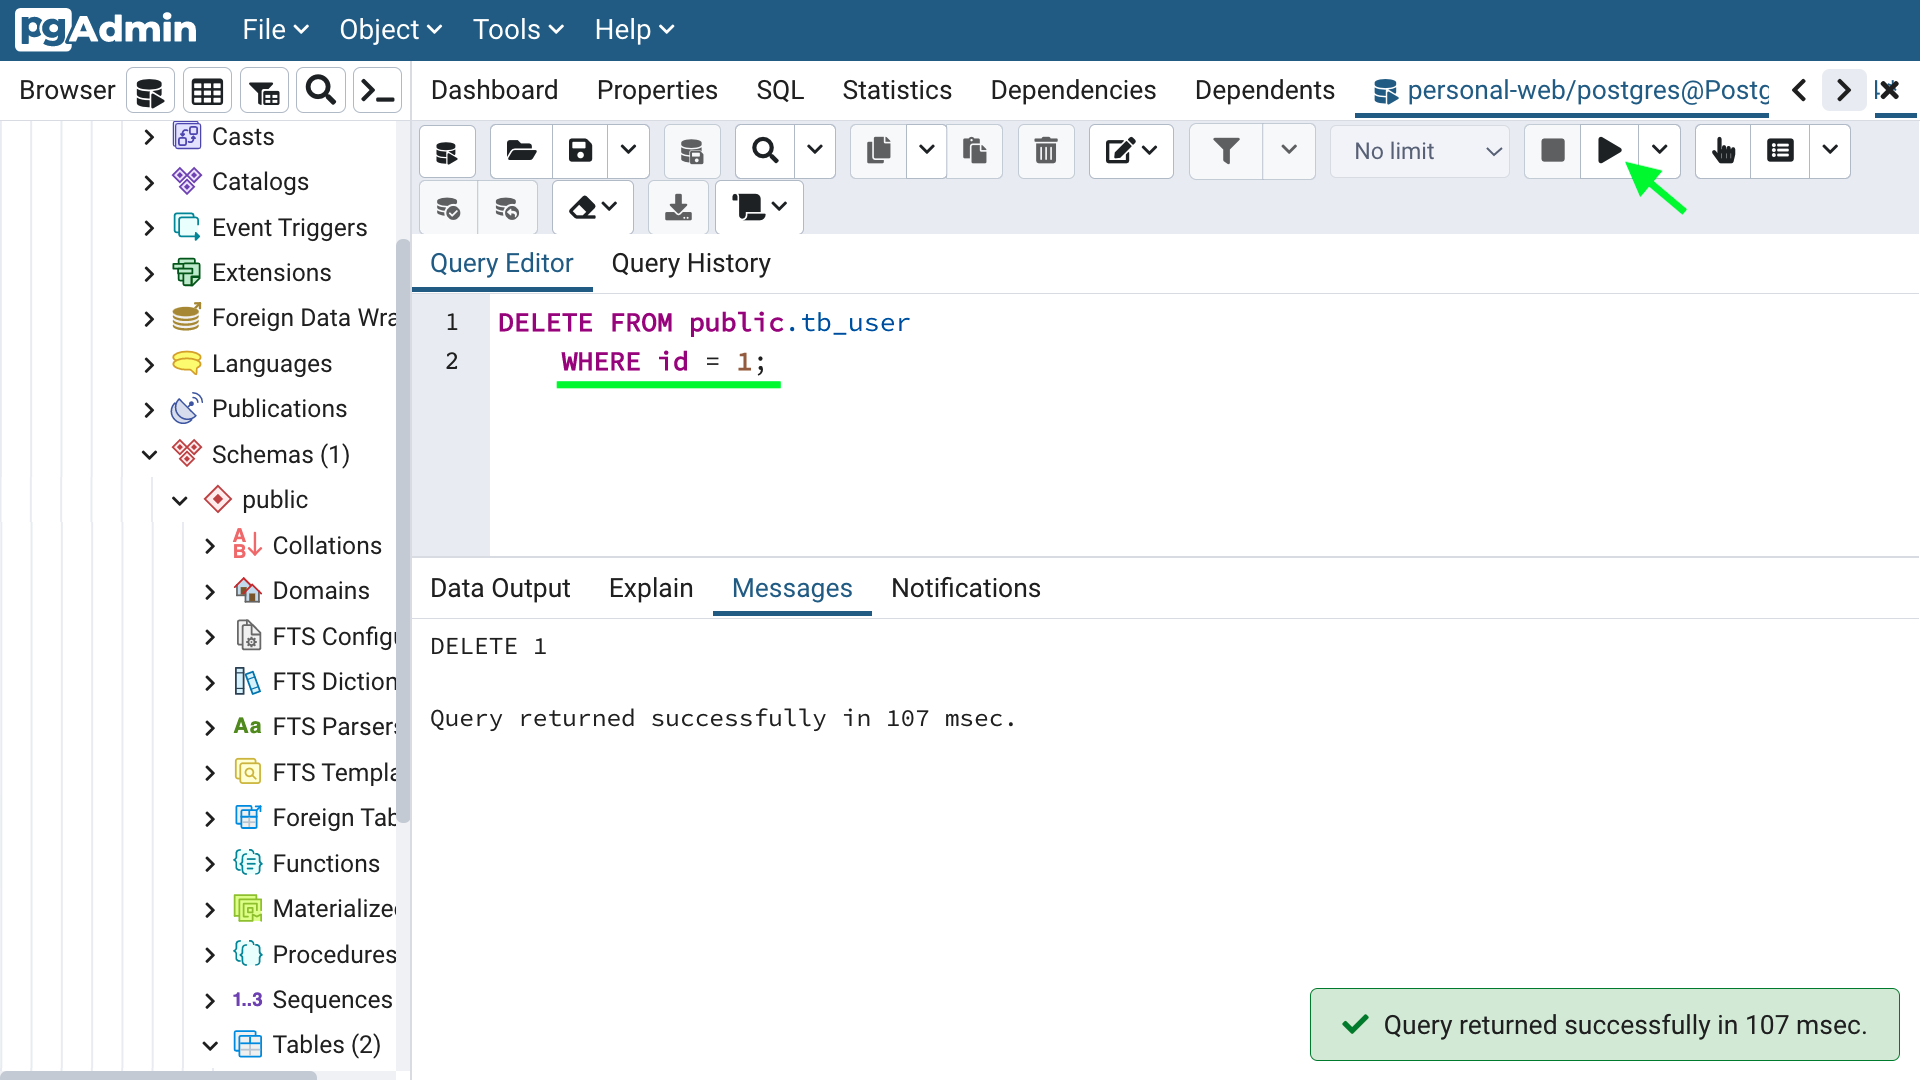 pgAdmin File Object Tools Help
Browser
Dashboard Properties SQL Statistics Dependencies Dependents personal-web/postgres@Postg
No limit
Casts
Catalogs
Event Triggers
Extensions
Foreign Data Wra
Languages
Publications
Schemas (1)
public
AB Collations
Domains
FTS Config
FTS Diction
Aa FTS Parsers
FTS Templa
Foreign Tab
Functions
Materialize
Procedures
1..3 Sequences
Tables (2)
Query Editor Query History
1 DELETE FROM public.tb_user
2 WHERE id = 1;
Data Output Explain Messages Notifications
DELETE 1
Query returned successfully in 107 msec.
Query returned successfully in 107 msec.